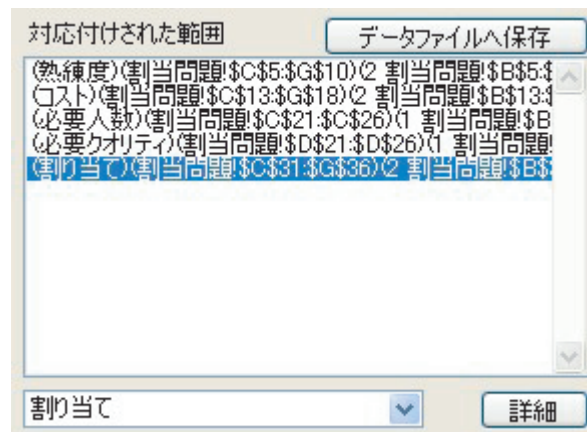 対応付けされた範囲
データファイルへ保存
(熟練度)(割当問題!$C$5:$G$10)(2 割当問題!$B$5:$
(コスト)(割当問題!$C$13:$G$18)(2 割当問題!$B$13:$
(必要人数)(割当問題!$C$21:$C$26)(1 割当問題!$B
(必要クオリティ)(割当問題!$D$21:$D$26)(1 割当問題!
(割り当て)(割当問題!$C$31:$G$36)(2 割当問題!$B$
割り当て
詳細